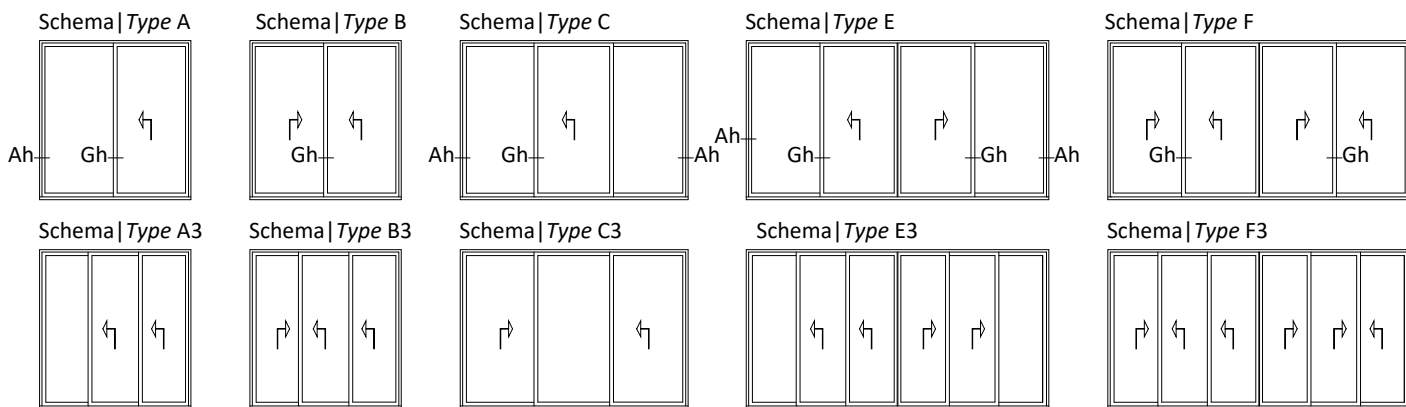 Schema|Type A
Schema|Type B
Schema|Type C
Schema|Type E
Schema|Type F
Ah
Gh
Gh
Ah
Gh
Ah
Ah
Gh
Gh
Ah
Gh
Gh
Schema|Type A3
Schema|Type B3
Schema|Type C3
Schema|Type E3
Schema|Type F3